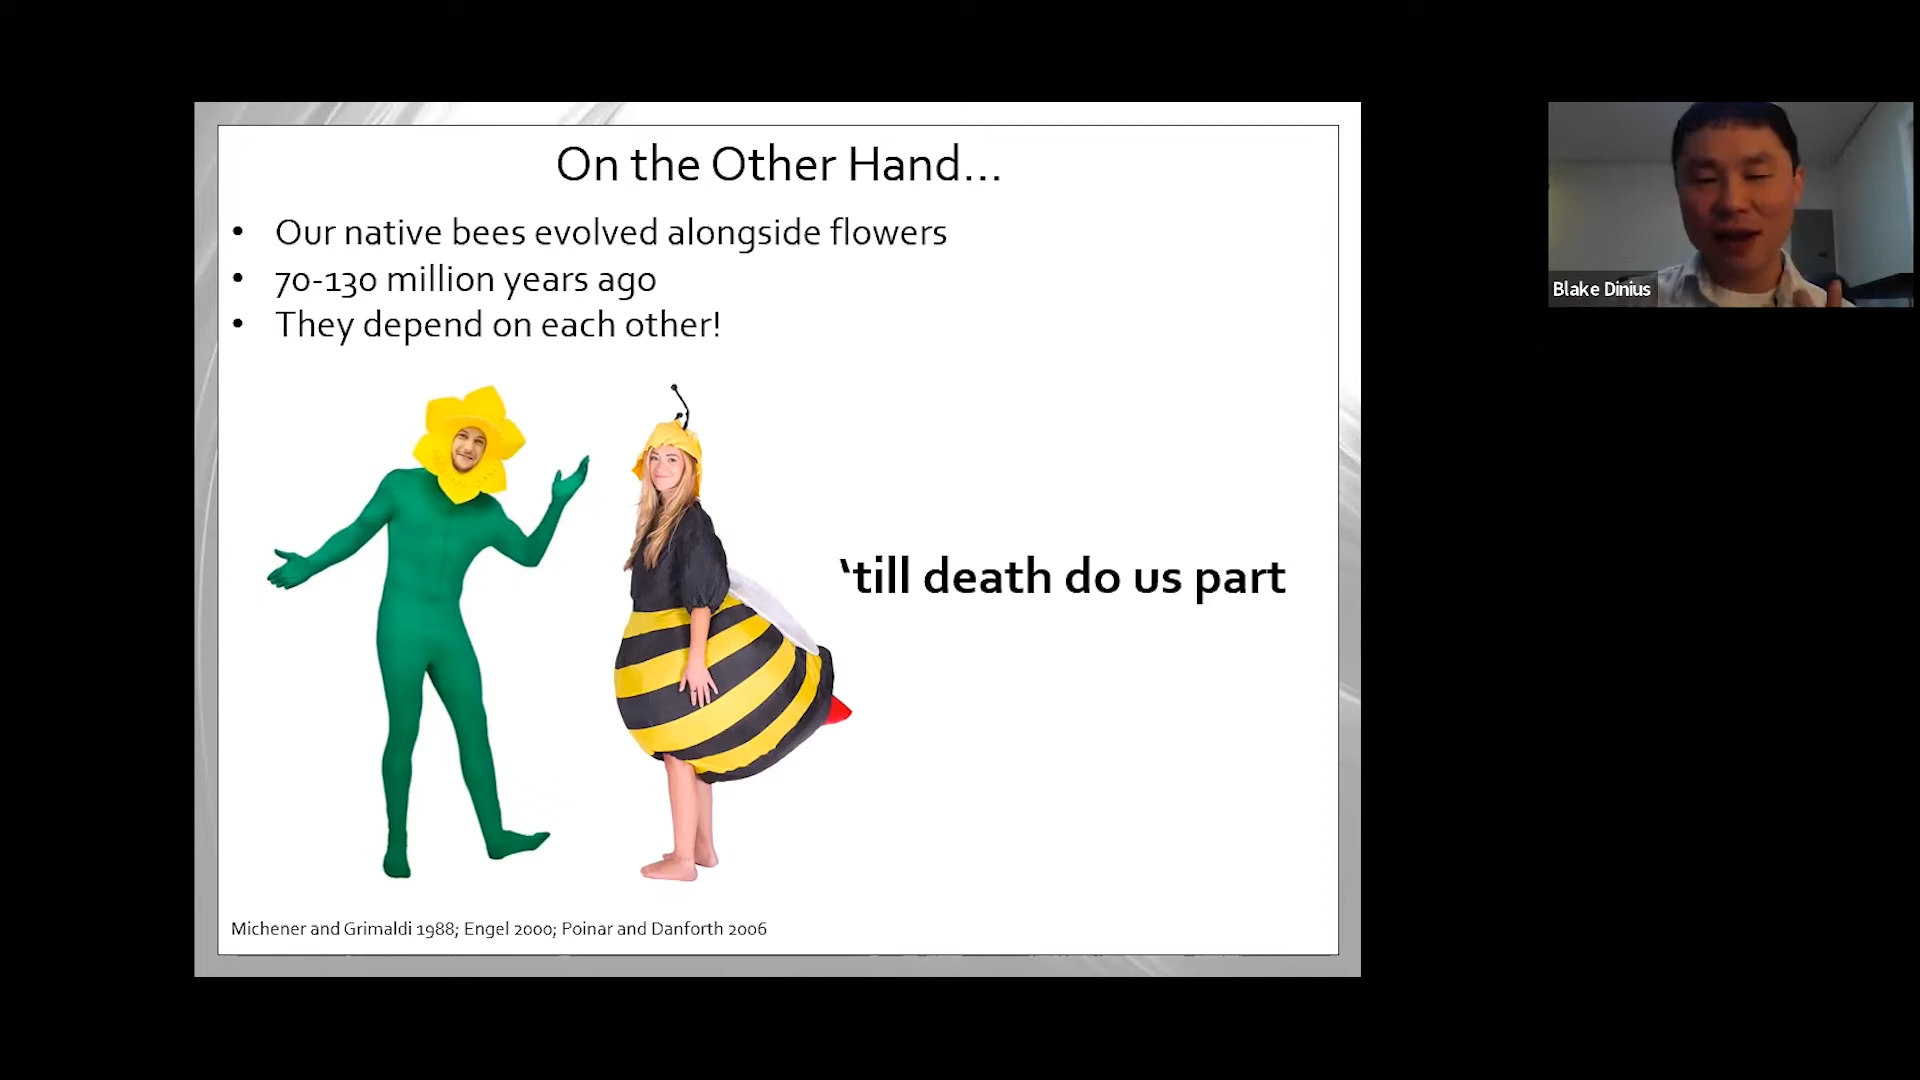 On the Other Hand...
• Our native bees evolved alongside flowers
• 70-130 million years ago
• They depend on each other!
‘till death do us part
Michener and Grimaldi 1988; Engel 2000; Poinar and Danforth 2006
Blake Dinius